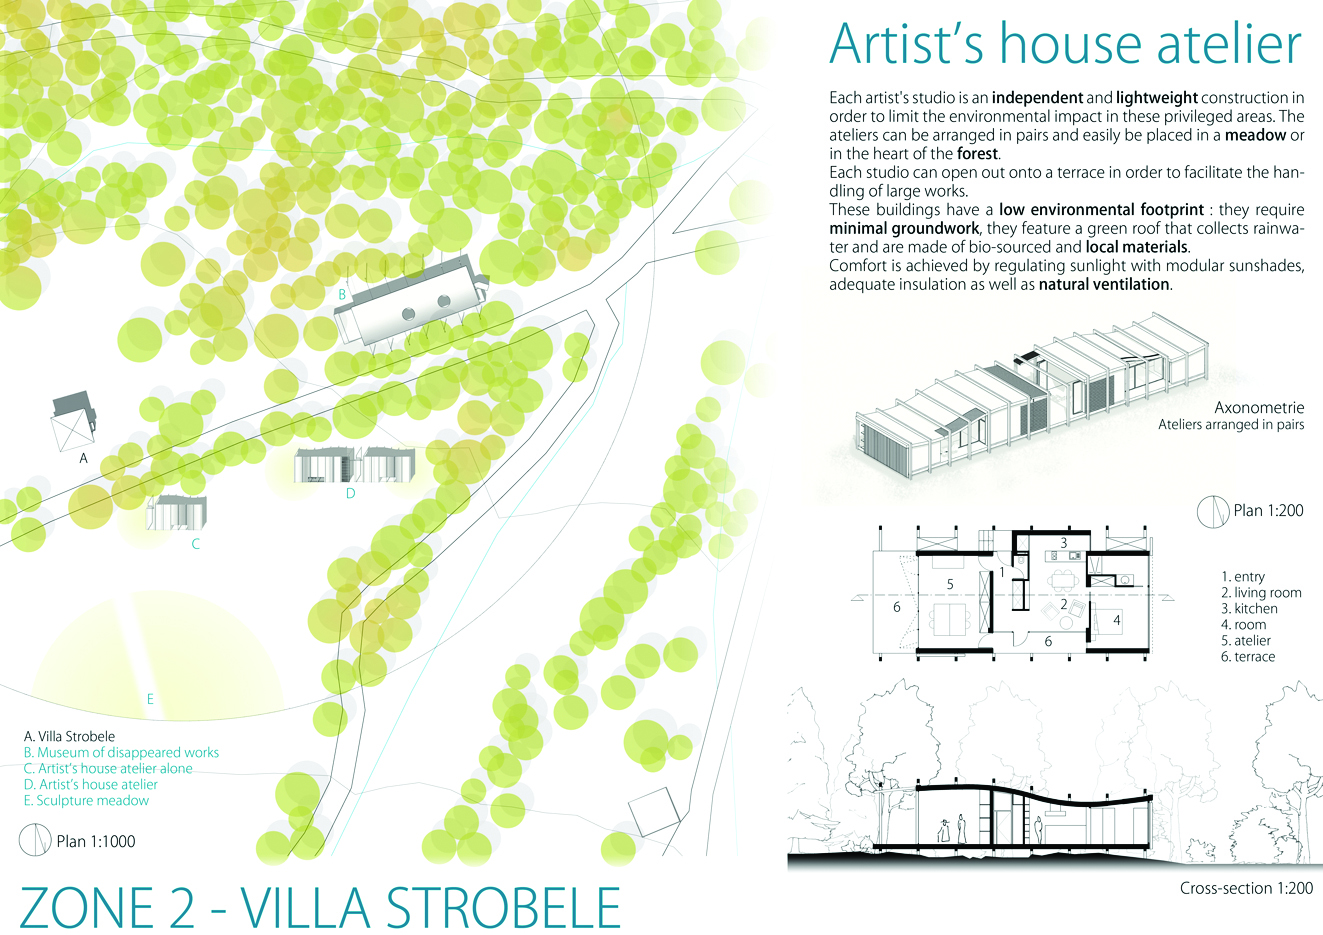 Artist's house atelier
Each artist's studio is an independent and lightweight construction in
order to limit the environmental impact in these privileged areas. The
ateliers can be arranged in pairs and easily be placed in a meadow or
in the heart of the forest.
Each studio can open out onto a terrace in order to facilitate the han-
dling of large works.
These buildings have a low environmental footprint : they require
minimal groundwork, they feature a green roof that collects rainwa-
ter and are made of bio-sourced and local materials.
Comfort is achieved by regulating sunlight with modular sunshades,
adequate insulation as well as natural ventilation.
B
A
D
C
E
A. Villa Strobele
B. Museum of disappeared works
C. Artist's house atelier alone
D. Artist's house atelier
E. Sculpture meadow
Plan 1:1000
ZONE 2 - VILLA STROBELE
Axonometrie
Ateliers arranged in pairs
Plan 1:200
3
1
5
2
6
4
6
1. entry
2. living room
3. kitchen
4. room
5. atelier
6. terrace
Cross-section 1:200